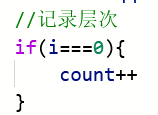 //记录层次
if(i===0){
    count++
}